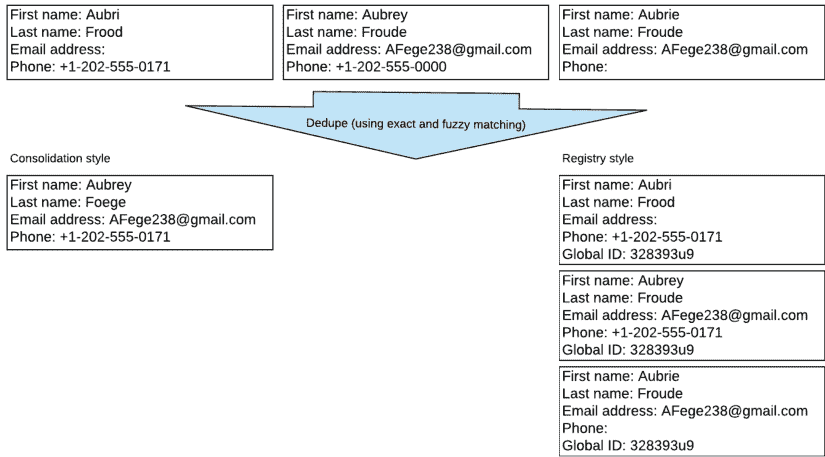 First name: Aubri
Last name: Frood
Email address:
Phone: +1-202-555-0171
First name: Aubrey
Last name: Froude
Email address: AFege238@gmail.com
Phone: +1-202-555-0000
First name: Aubrie
Last name: Froude
Email address: AFege238@gmail.com
Phone:
Dedupe (using exact and fuzzy matching)
Consolidation style
First name: Aubrey
Last name: Foege
Email address: AFege238@gmail.com
Phone: +1-202-555-0171
Registry style
First name: Aubri
Last name: Frood
Email address:
Phone: +1-202-555-0171
Global ID: 328393u9
First name: Aubrey
Last name: Froude
Email address: AFege238@gmail.com
Phone: +1-202-555-0171
Global ID: 328393u9
First name: Aubrie
Last name: Froude
Email address: AFege238@gmail.com
Phone:
Global ID: 328393u9